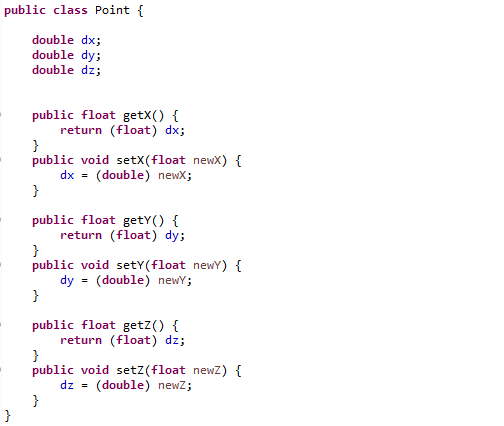 public class Point {
double dx;
double dy;
double dz;
public float getX() {
return (float) dx;
}
public void setX(float newX) {
dx = (double) newX;
}
public float getY() {
return (float) dy;
}
public void setY(float newY) {
dy = (double) newY;
}
public float getZ() {
return (float) dz;
}
public void setZ(float newZ) {
dz = (double) newZ;
}
}